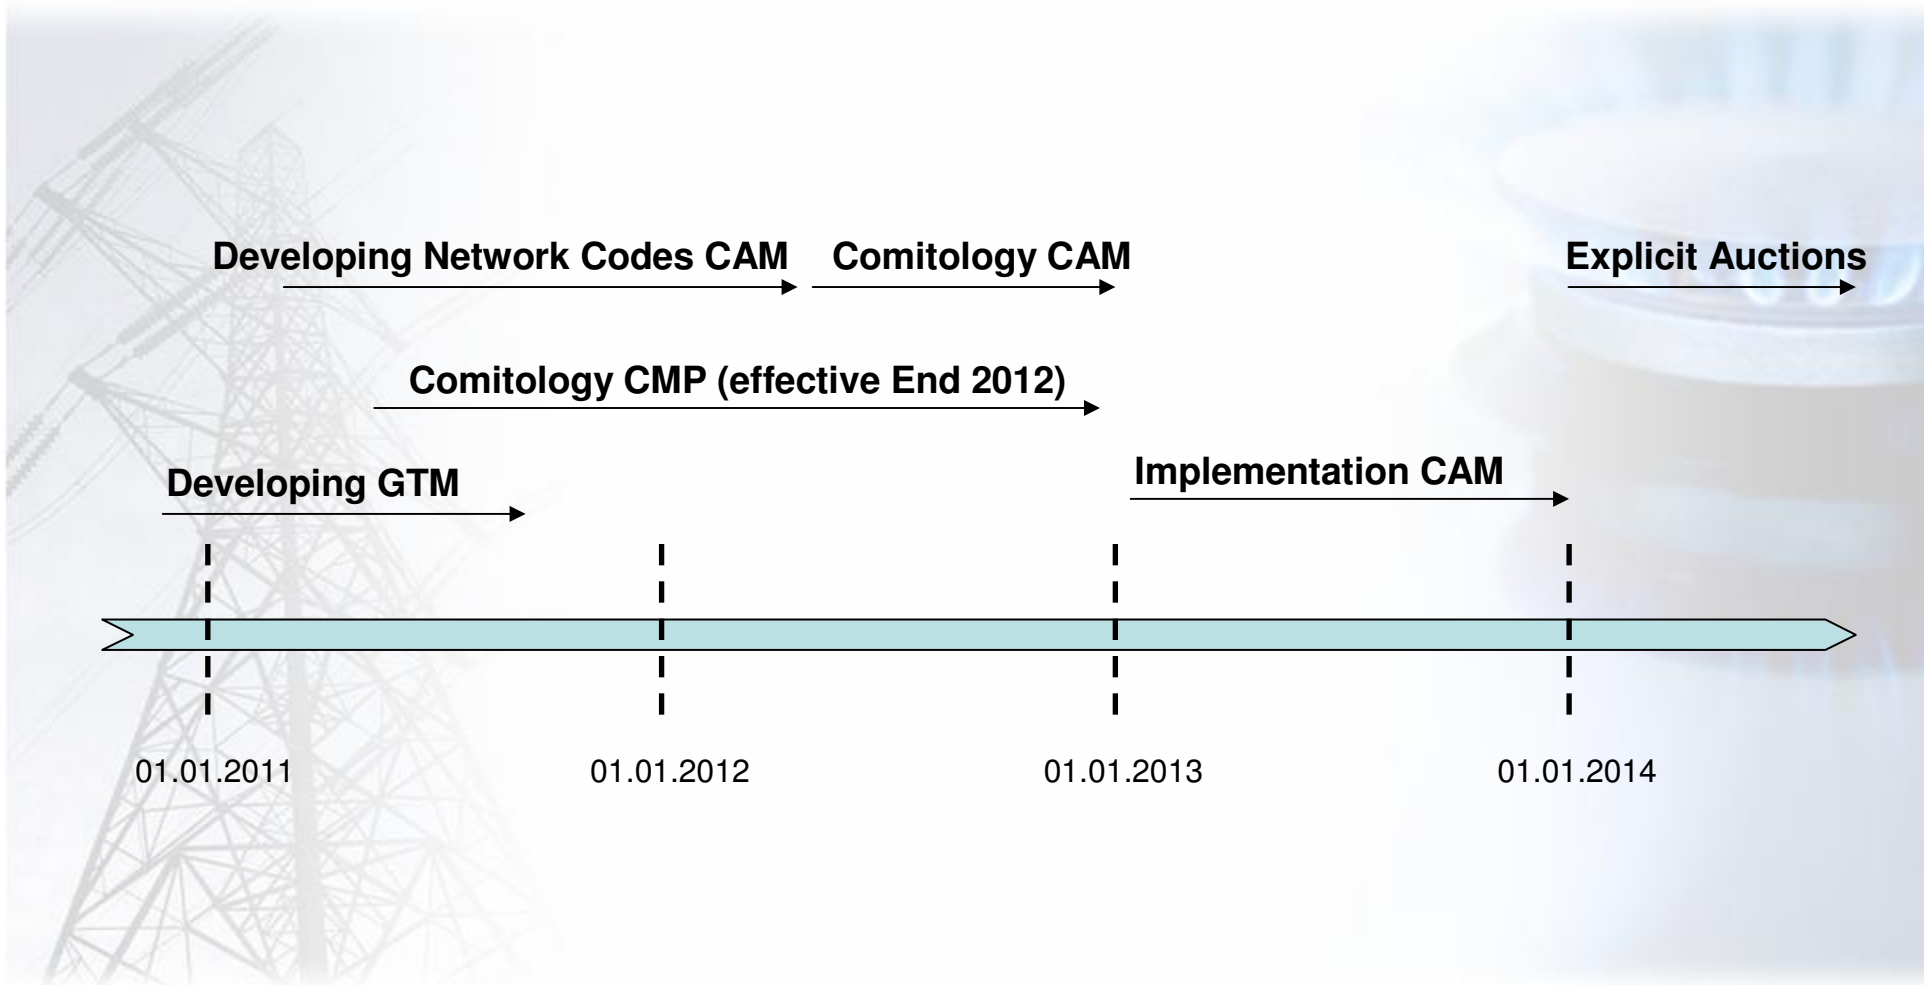 Developing Network Codes CAM
Comitology CAM
Explicit Auctions
Comitology CMP (effective End 2012)
Developing GTM
Implementation CAM
01.01.2011
01.01.2012
01.01.2013
01.01.2014